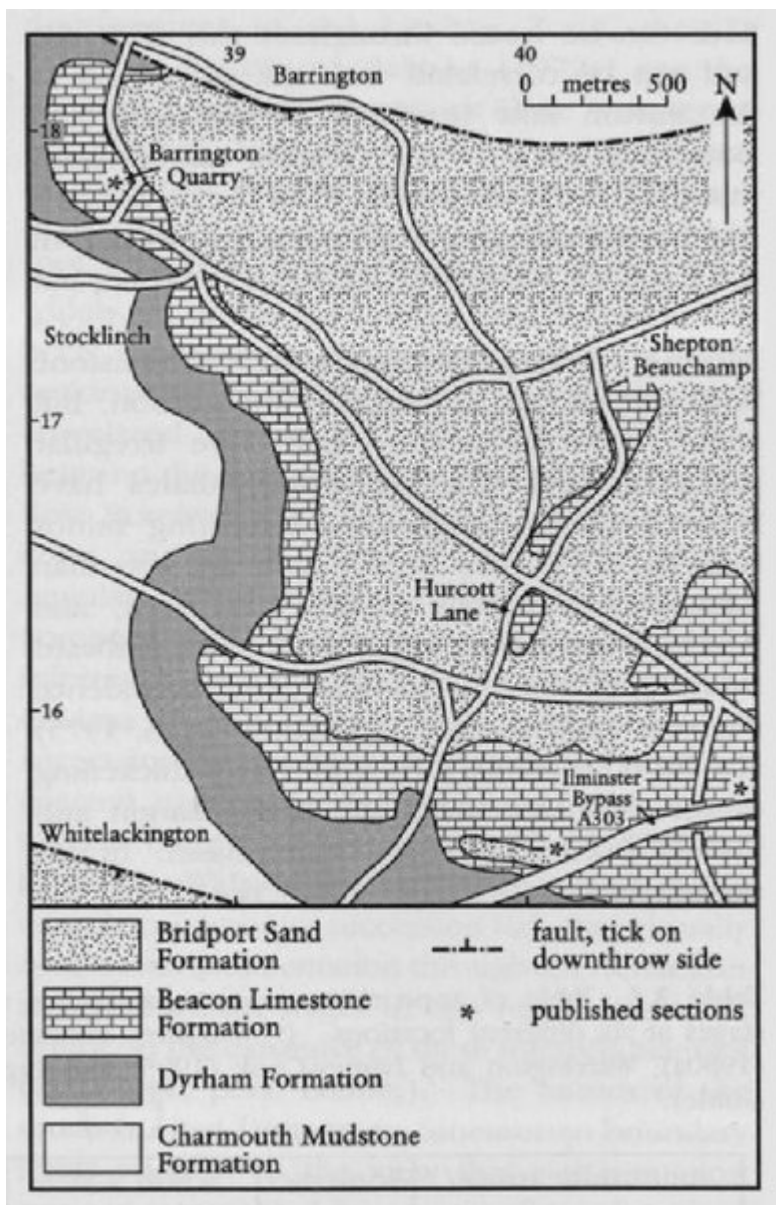 39
40
Barrington
0 metres 500
N
18
Barrington
Quarry
Stocklinch
Shepton
Beauchamp
17
Hurcott
Lane
16
Ilminster
Bypass
A303
Whitelackington
Bridport Sand
Formation
fault, tick on
downthrow side
Beacon Limestone
Formation
* published sections
Dyrham Formation
Charmouth Mudstone
Formation